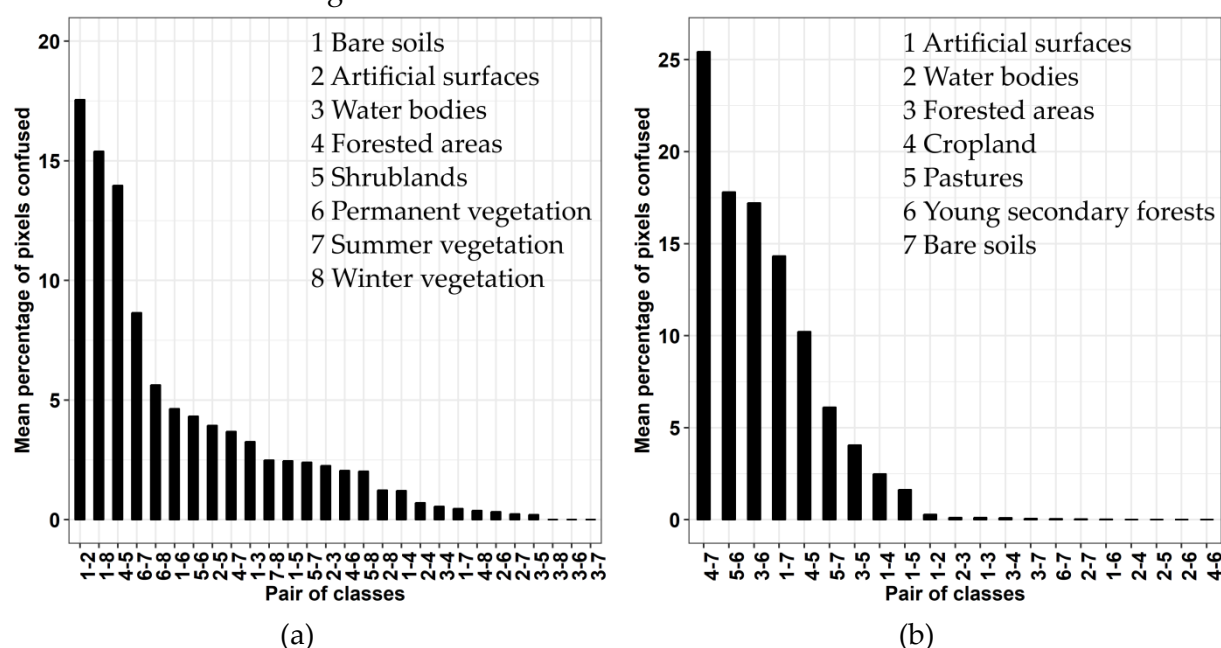 Mean percentage of pixels confused
20
15
10
5
0
1 Bare soils
2 Artificial surfaces
3 Water bodies
4 Forested areas
5 Shrublands
6 Permanent vegetation
7 Summer vegetation
8 Winter vegetation
1-2
1-8
4-5
6-7
6-8
1-6
5-6
2-5
4-7
1-3
7-8
1-5
5-7
2-3
4-6
5-8
2-8
1-4
2-4
3-4
1-7
4-8
2-6
2-7
3-5
3-8
3-6
3-7
Pair of classes
(a)
Mean percentage of pixels confused
25
20
15
10
5
0
1 Artificial surfaces
2 Water bodies
3 Forested areas
4 Cropland
5 Pastures
6 Young secondary forests
7 Bare soils
4-7
5-6
3-6
1-7
4-5
5-7
3-5
1-4
1-5
1-2
2-3
1-3
3-4
3-7
6-7
2-7
1-6
2-4
2-5
2-6
4-6
Pair of classes
(b)